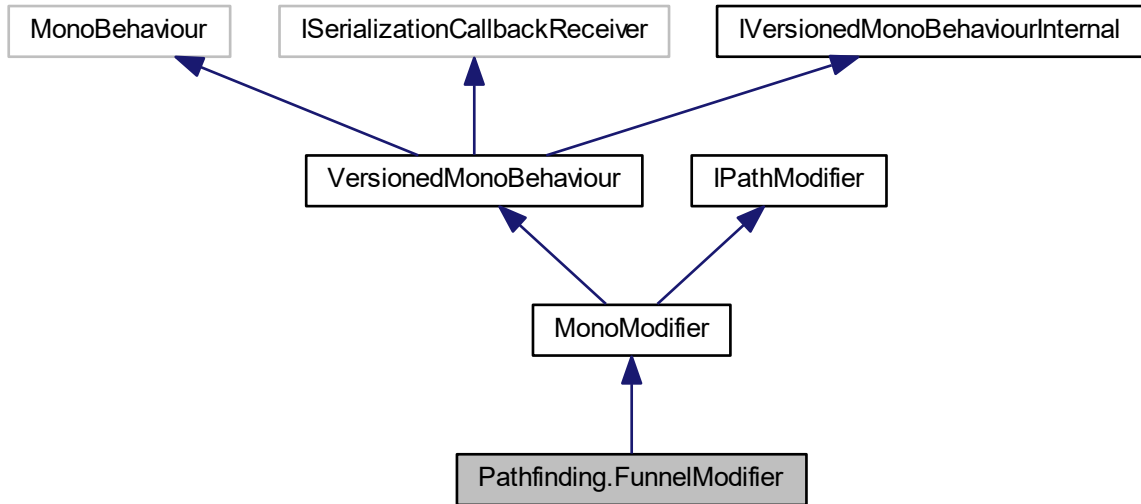 MonoBehaviour
ISerializationCallbackReceiver
IVersionedMonoBehaviourInternal
VersionedMonoBehaviour
IPathModifier
MonoModifier
Pathfinding.FunnelModifier